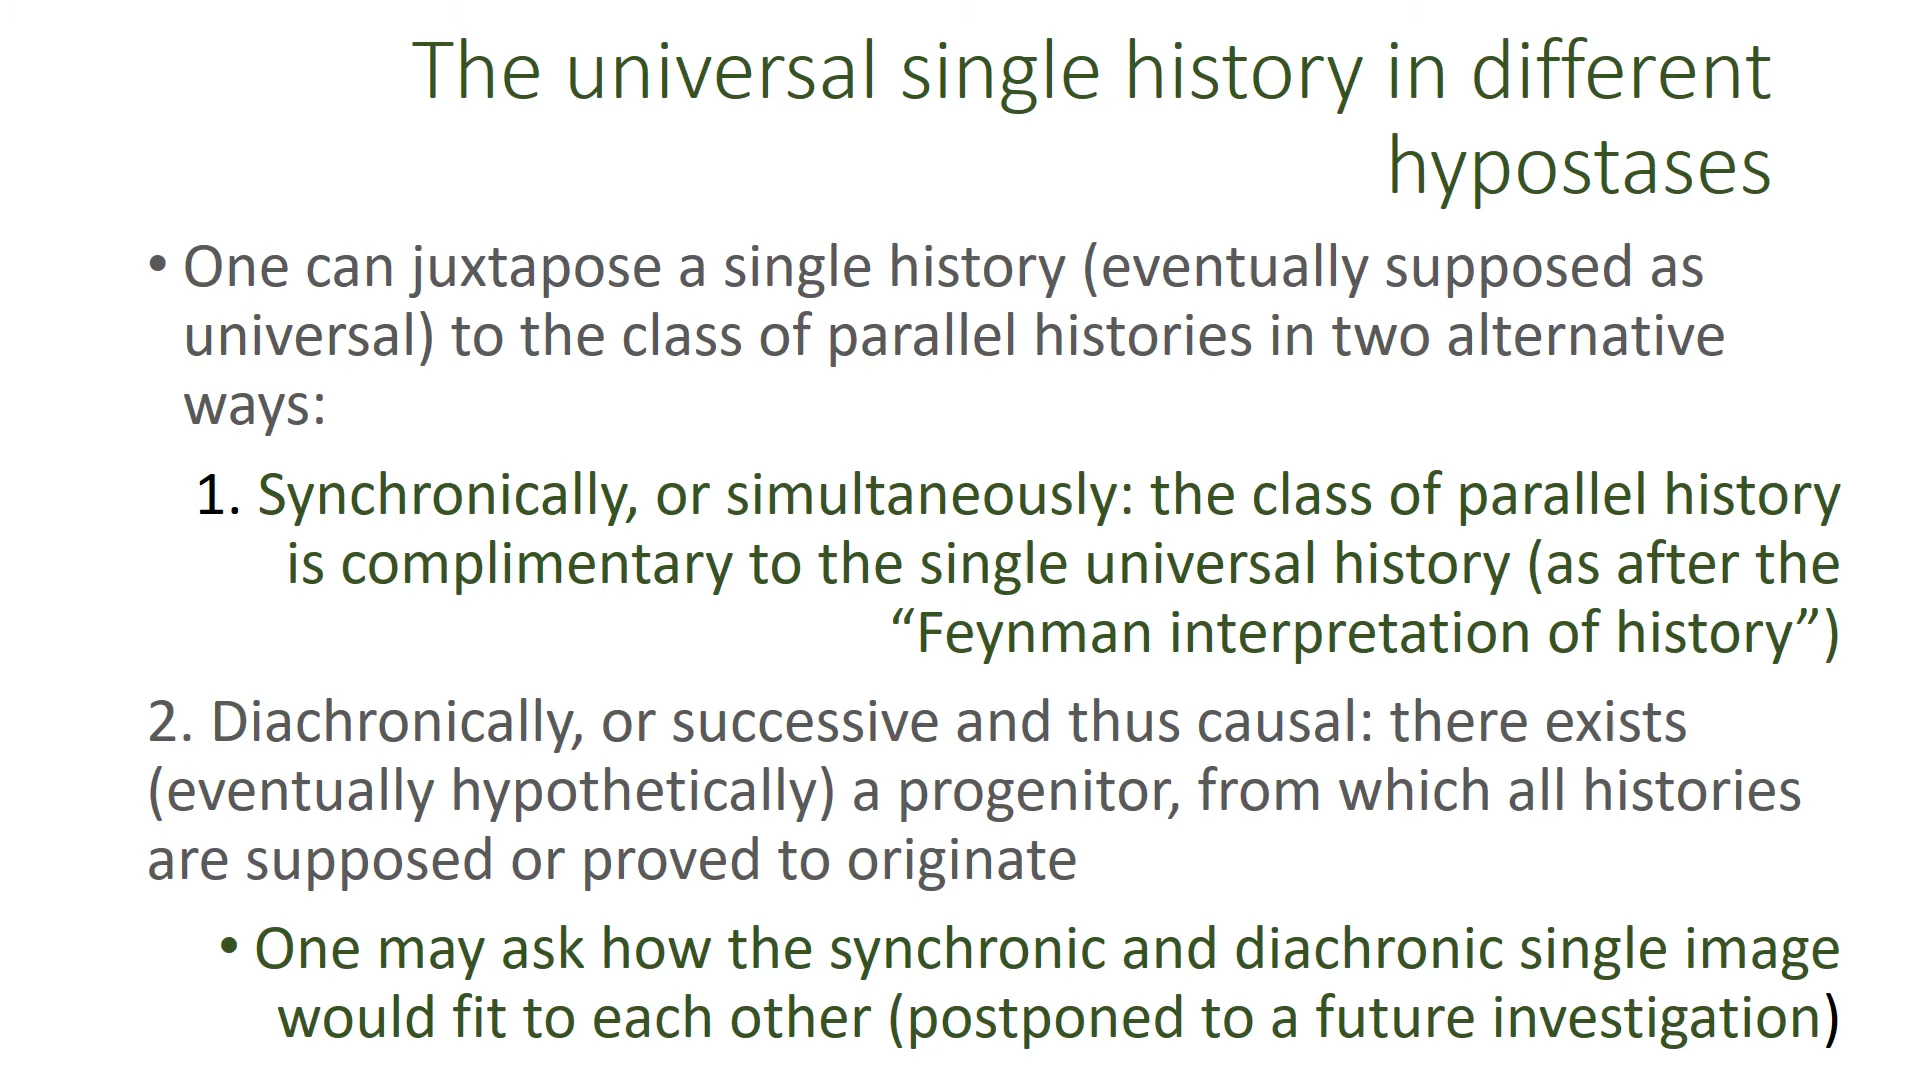 The universal single history in different
hypostases
• One can juxtapose a single history (eventually supposed as
universal) to the class of parallel histories in two alternative
ways:
1. Synchronically, or simultaneously: the class of parallel history
is complimentary to the single universal history (as after the
“Feynman interpretation of history”)
2. Diachronically, or successive and thus causal: there exists
(eventually hypothetically) a progenitor, from which all histories
are supposed or proved to originate
• One may ask how the synchronic and diachronic single image
would fit to each other (postponed to a future investigation)